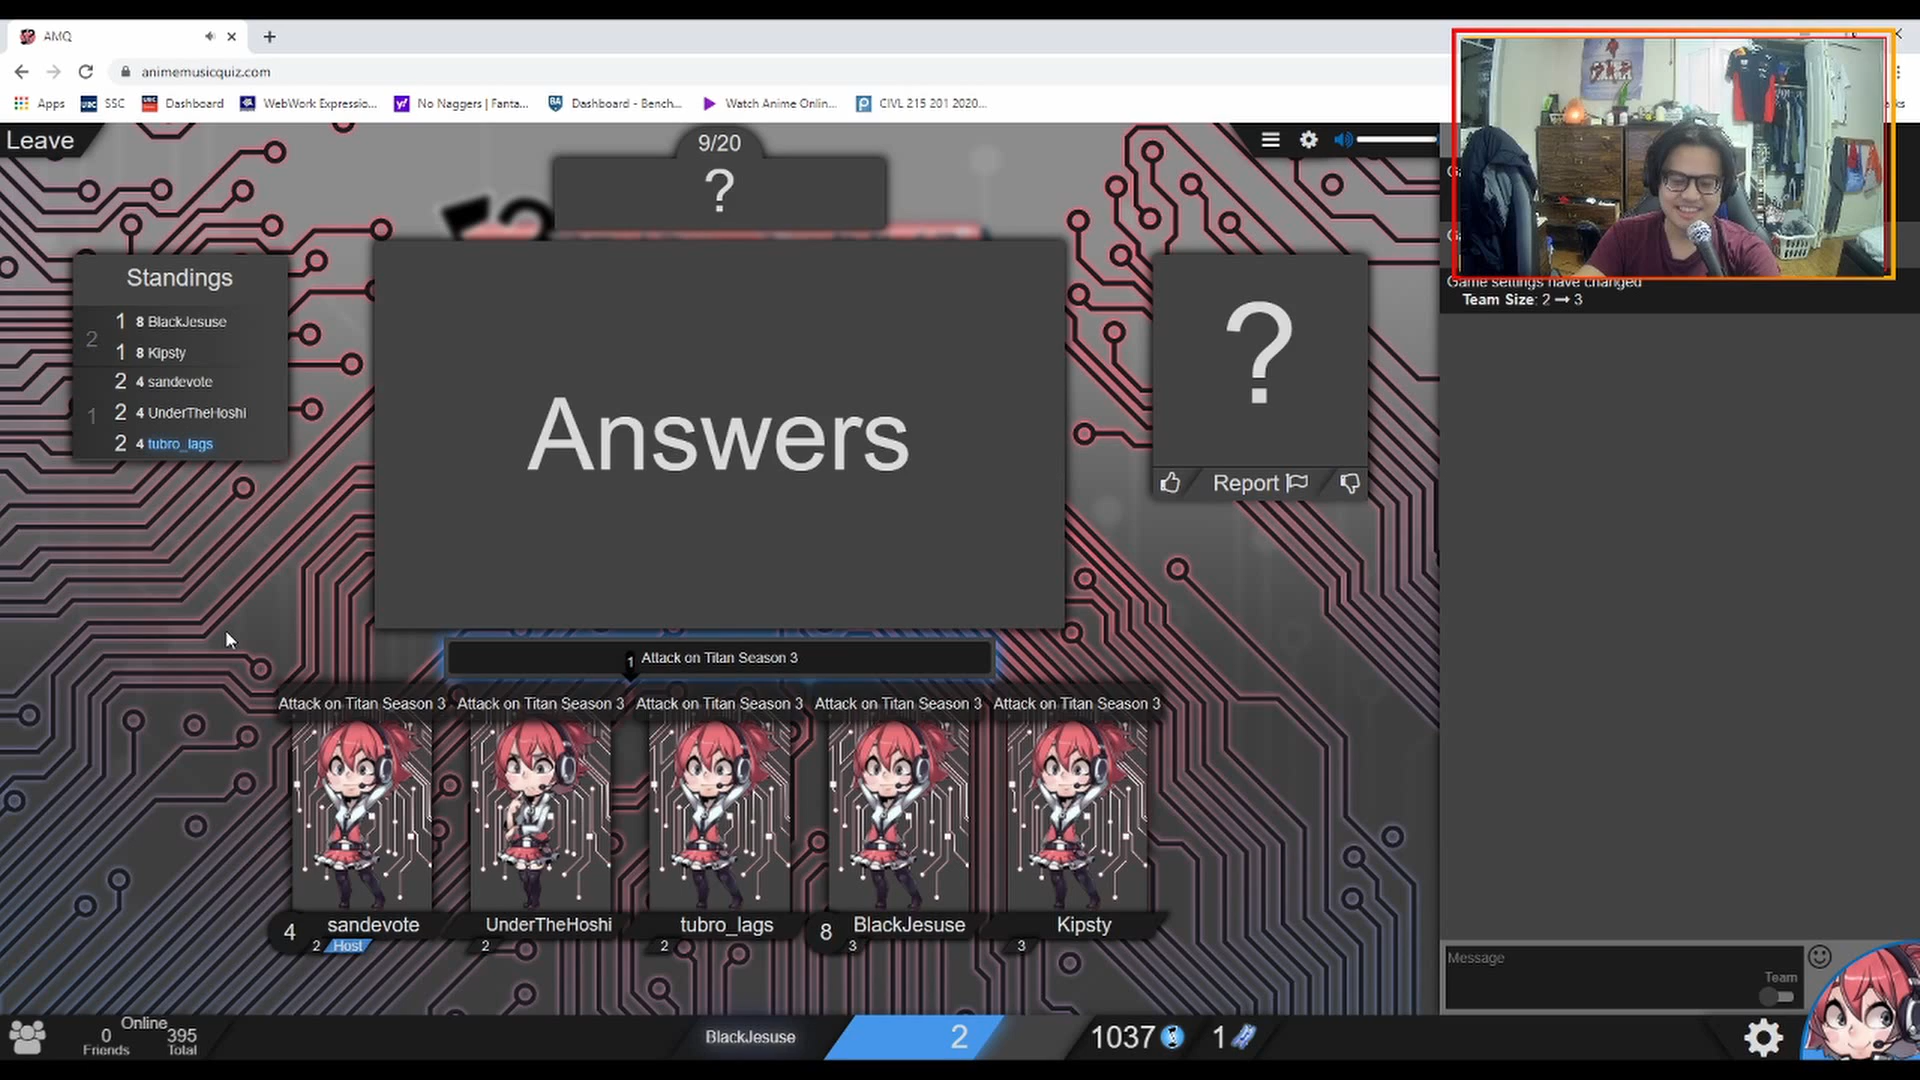 AMQ
animemusicquiz.com
Apps
SSC
Dashboard
WebWork Expressio...
No Naggers | Fanta...
Dashboard - Bench...
Watch Anime Onlin...
CIVL 215 201 2020...
Leave
9/20
?
Standings
2
1 8 BlackJesuse
1 8 Kipsty
1
2 4 sandevote
2 4 UnderTheHoshi
2 4 tubro_lags
Answers
?
Report
Game settings have changed
Team Size: 2 → 3
1 Attack on Titan Season 3
Attack on Titan Season 3
Attack on Titan Season 3
Attack on Titan Season 3
Attack on Titan Season 3
Attack on Titan Season 3
4 sandevote
2 Host
UnderTheHoshi
2
tubro_lags
2
8 BlackJesuse
3
Kipsty
3
Message
Team
0 Friends
Online
395 Total
BlackJesuse
2
1037
1